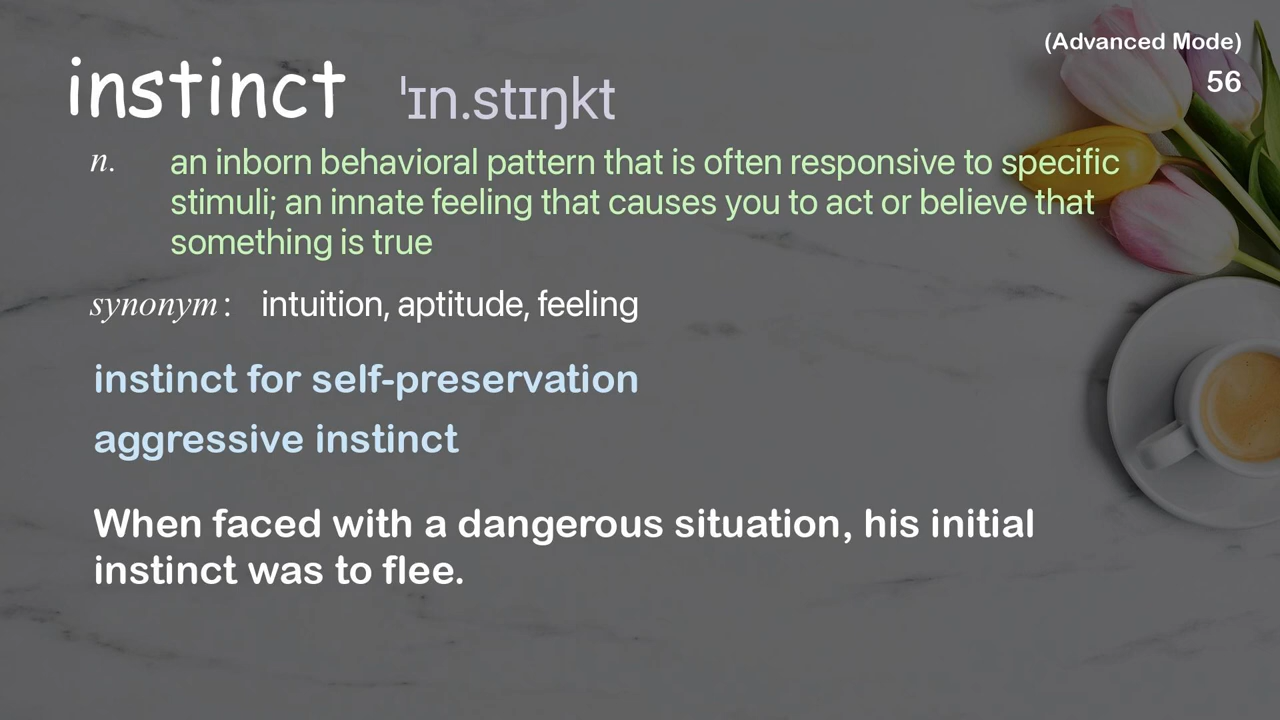 (Advanced Mode)
56
instinct ˈɪn.stɪŋkt
n. an inborn behavioral pattern that is often responsive to specific
stimuli; an innate feeling that causes you to act or believe that
something is true
synonym: intuition, aptitude, feeling
instinct for self-preservation
aggressive instinct
When faced with a dangerous situation, his initial
instinct was to flee.